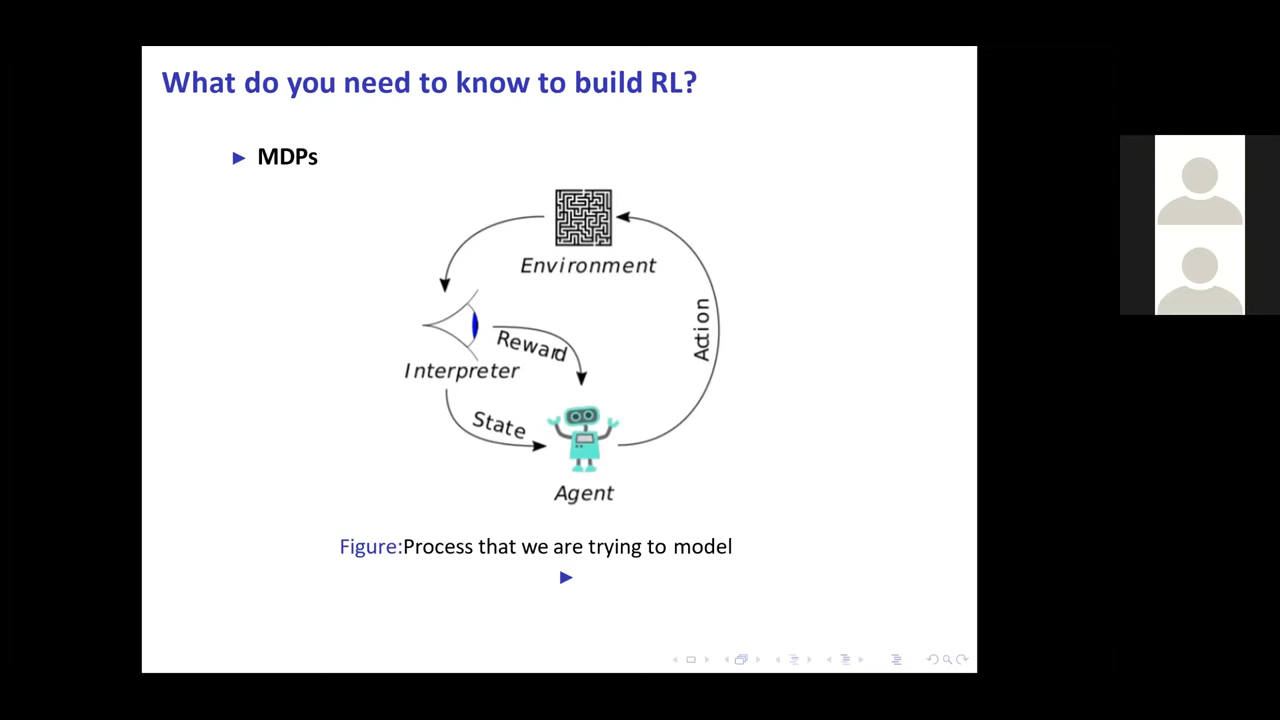 What do you need to know to build RL?
MDPs
Environment
Reward
Action
Interpreter
State
Agent
Figure:Process that we are trying to model